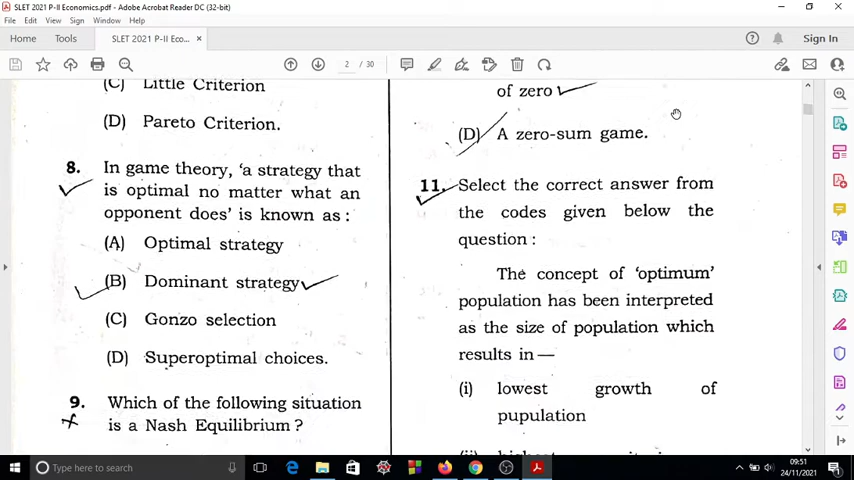 SLET 2021 P-II Economics.pdf - Adobe Acrobat Reader DC (32-bit)
File Edit View Sign Window Help
Home Tools SLET 2021 P-II Eco... × Sign In
2 / 30
(C) Little Criterion
(D) Pareto Criterion.
8. In game theory, 'a strategy that
is optimal no matter what an
opponent does' is known as :
(A) Optimal strategy
(B) Dominant strategy
(C) Gonzo selection
(D) Superoptimal choices.
9. Which of the following situation
is a Nash Equilibrium ?
of zero
(D) A zero-sum game.
11. Select the correct answer from
the codes given below the
question :
The concept of 'optimum'
population has been interpreted
as the size of population which
results in —
(i) lowest growth of
pupulation
Type here to search
09:51
24/11/2021